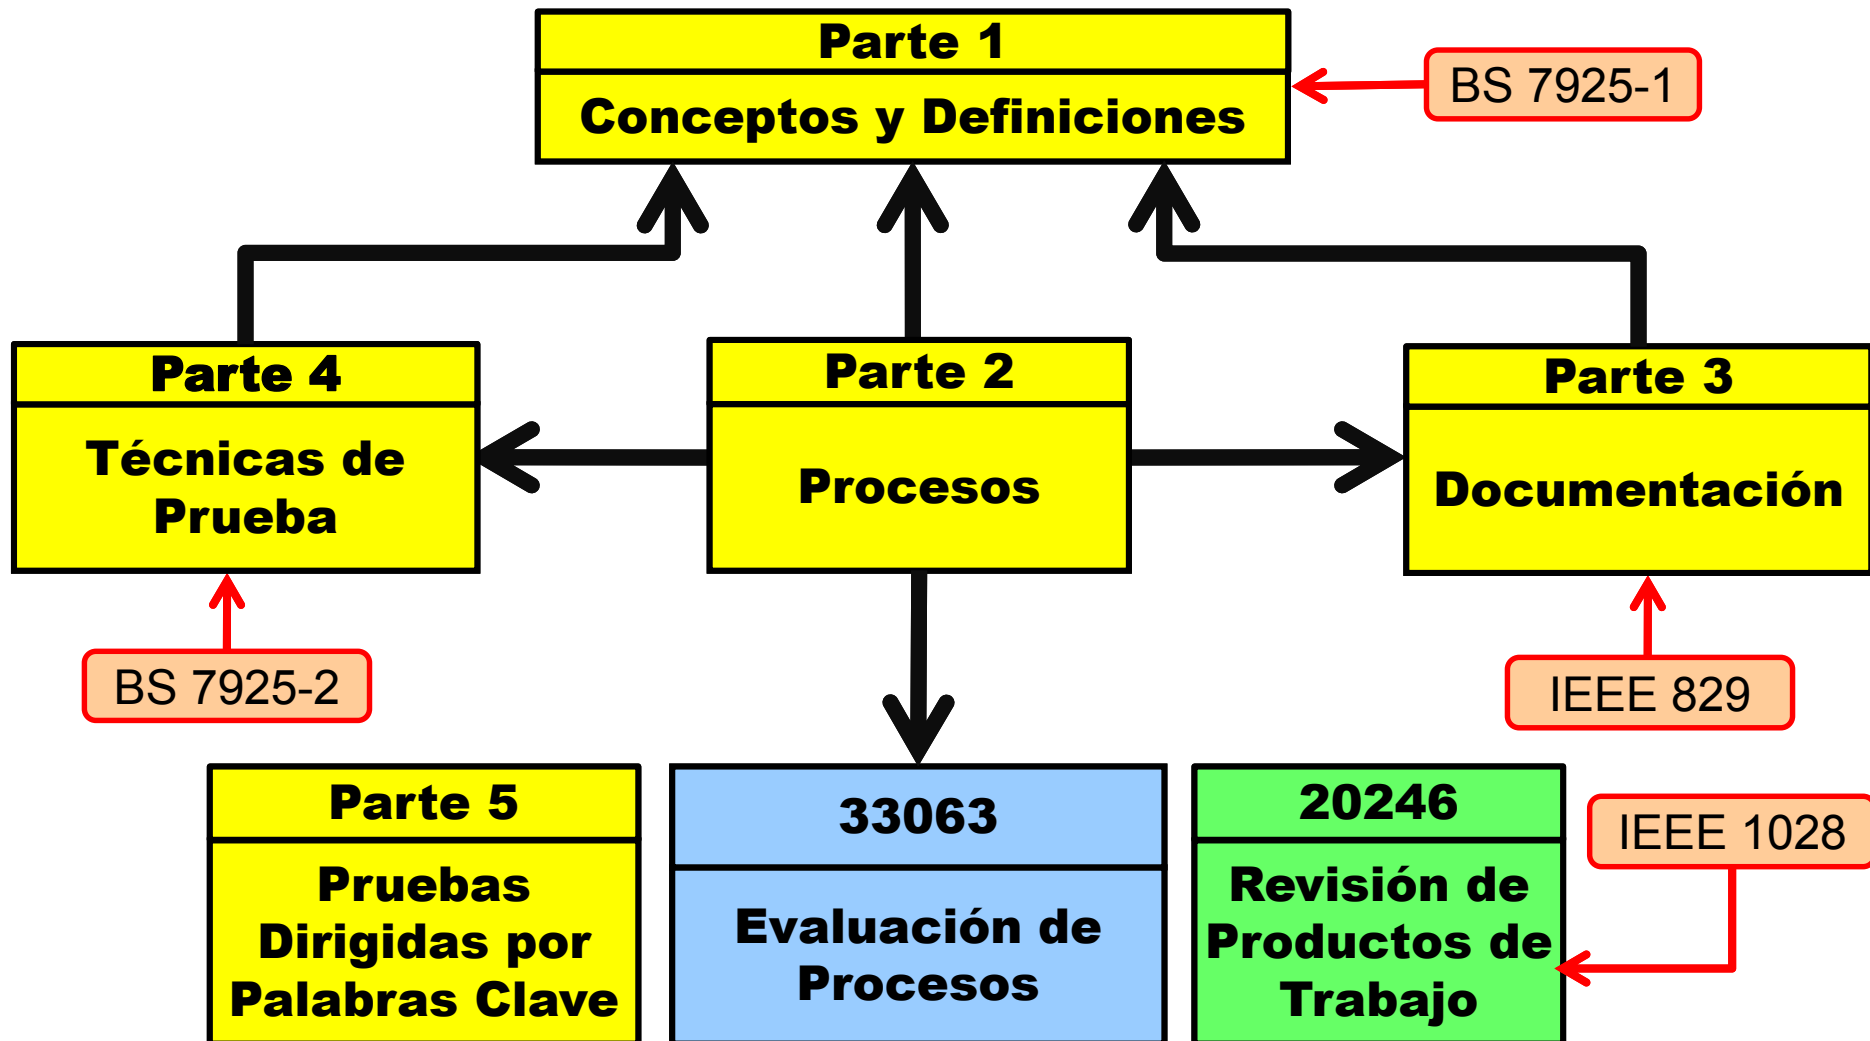 Parte 1
Conceptos y Definiciones
BS 7925-1
Parte 4
Técnicas de
Prueba
Parte 2
Procesos
Parte 3
Documentación
BS 7925-2
IEEE 829
Parte 5
Pruebas
Dirigidas por
Palabras Clave
33063
Evaluación de
Procesos
20246
Revisión de
Productos de
Trabajo
IEEE 1028